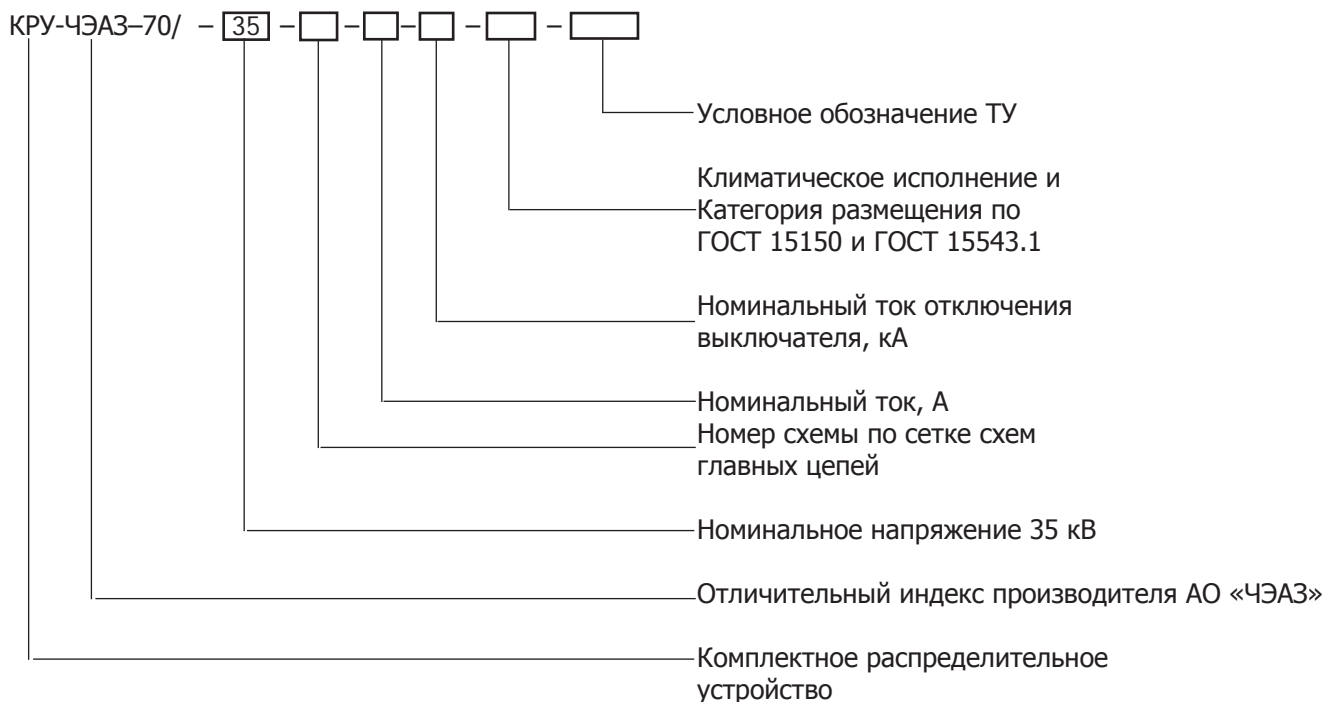 КРУ-ЧЭАЗ–70/ – 35 – – – – –
Условное обозначение ТУ
Климатическое исполнение и
Категория размещения по
ГОСТ 15150 и ГОСТ 15543.1
Номинальный ток отключения
выключателя, кА
Номинальный ток, А
Номер схемы по сетке схем
главных цепей
Номинальное напряжение 35 кВ
Отличительный индекс производителя АО «ЧЭАЗ»
Комплектное распределительное
устройство